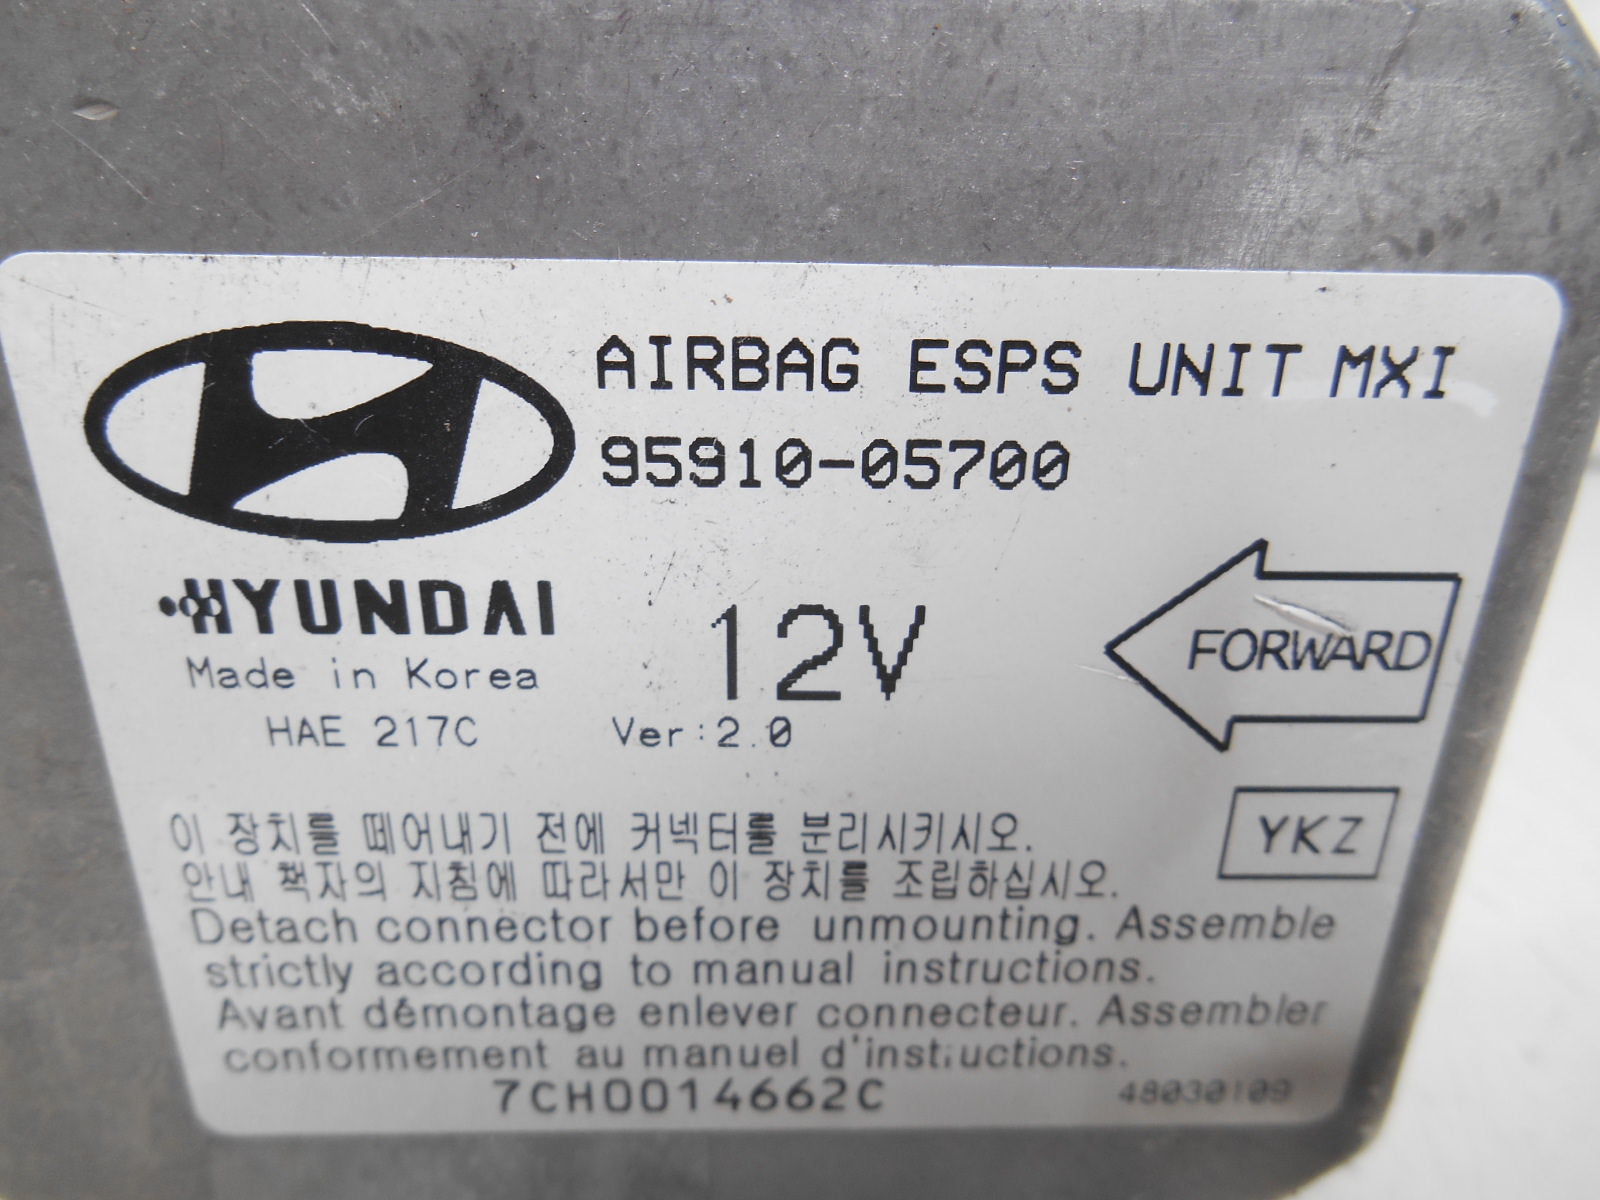 AIRBAG ESPS UNIT MXI
95910-05700
HYUNDAI
Made in Korea
12V
FORWARD
HAE 217C
Ver:2.0
YKZ
이 장치를 떼어내기 전에 커넥터를 분리시키시오.
안내 책자의 지침에 따라서만 이 장치를 조립하십시오.
Detach connector before unmounting. Assemble
strictly according to manual instructions.
Avant démontage enlever connecteur. Assembler
conformement au manuel d'instructions.
7CH0014662C
48030109